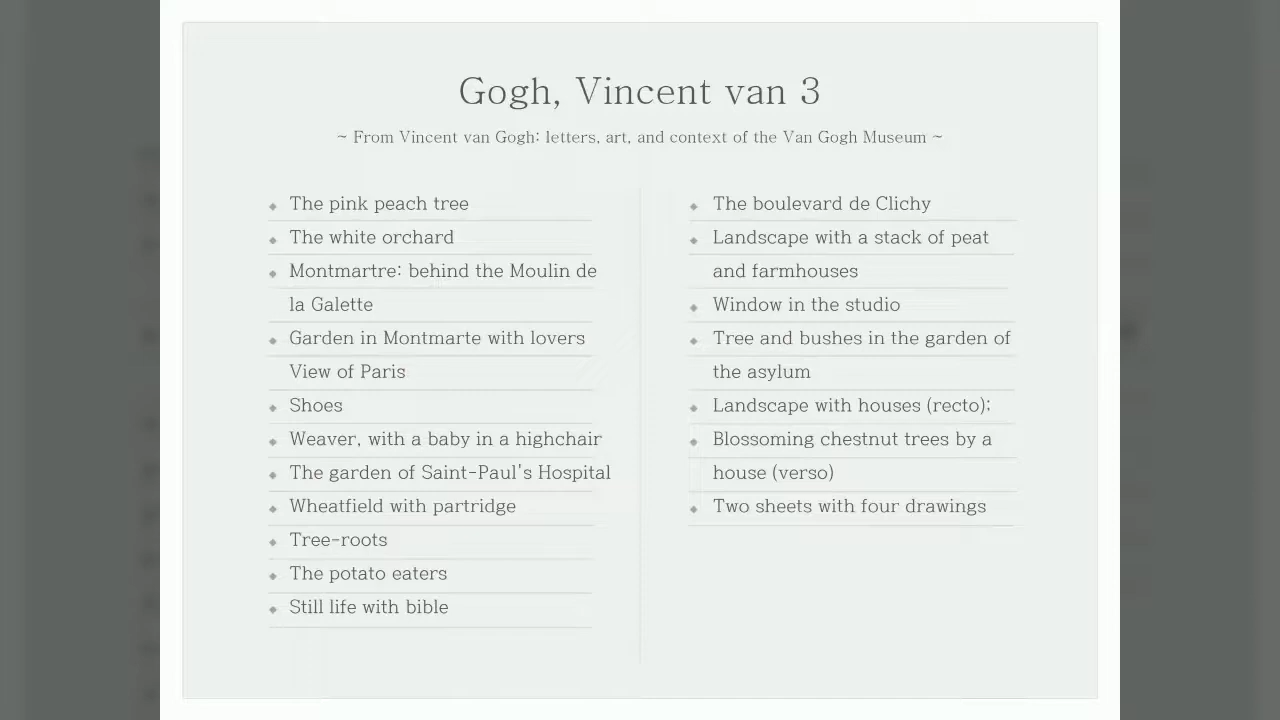 Gogh, Vincent van 3
~ From Vincent van Gogh: letters, art, and context of the Van Gogh Museum ~
The pink peach tree
The white orchard
Montmartre: behind the Moulin de
la Galette
Garden in Montmarte with lovers
View of Paris
Shoes
Weaver, with a baby in a highchair
The garden of Saint-Paul's Hospital
Wheatfield with partridge
Tree-roots
The potato eaters
Still life with bible
The boulevard de Clichy
Landscape with a stack of peat
and farmhouses
Window in the studio
Tree and bushes in the garden of
the asylum
Landscape with houses (recto);
Blossoming chestnut trees by a
house (verso)
Two sheets with four drawings